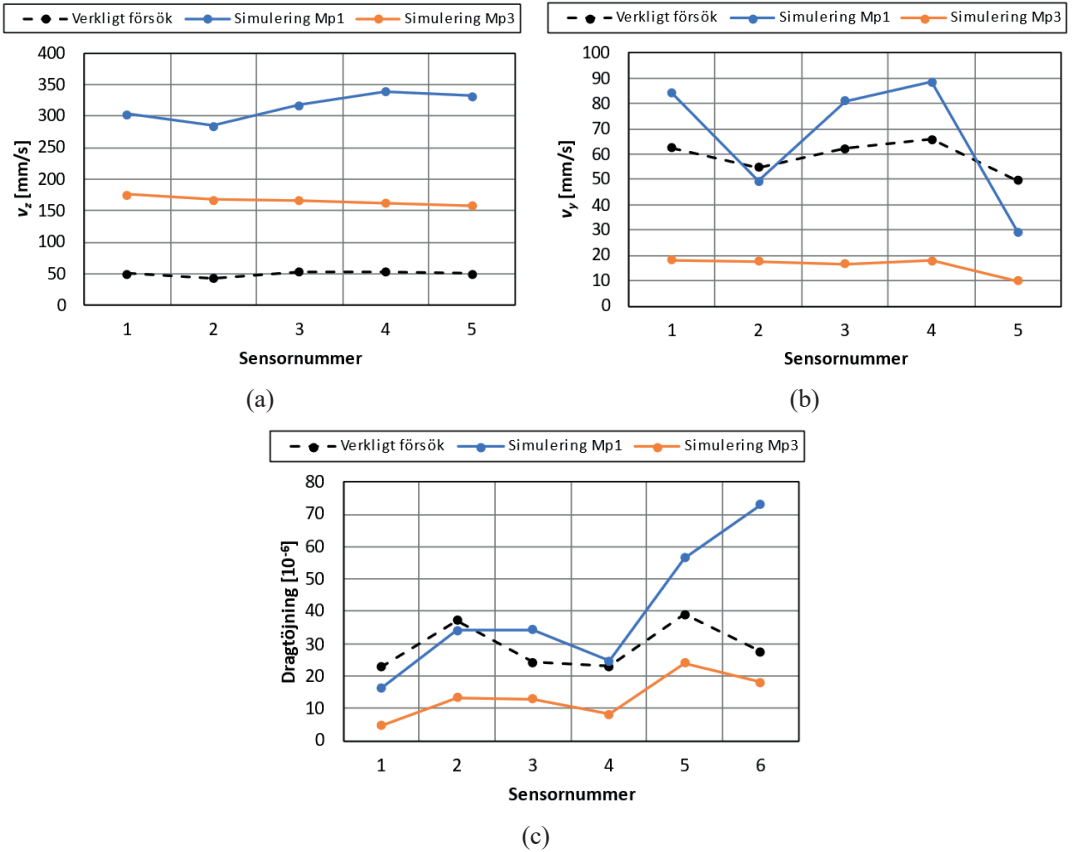 Verkligt försök Simulering Mp1 Simulering Mp3
400
350
300
250
200
150
100
50
0
v_z [mm/s]
1 2 3 4 5
Sensornummer
(a)
Verkligt försök Simulering Mp1 Simulering Mp3
100
90
80
70
60
50
40
30
20
10
0
v_y [mm/s]
1 2 3 4 5
Sensornummer
(b)
Verkligt försök Simulering Mp1 Simulering Mp3
80
70
60
50
40
30
20
10
0
Dragtöjning [10⁻⁶]
1 2 3 4 5 6
Sensornummer
(c)